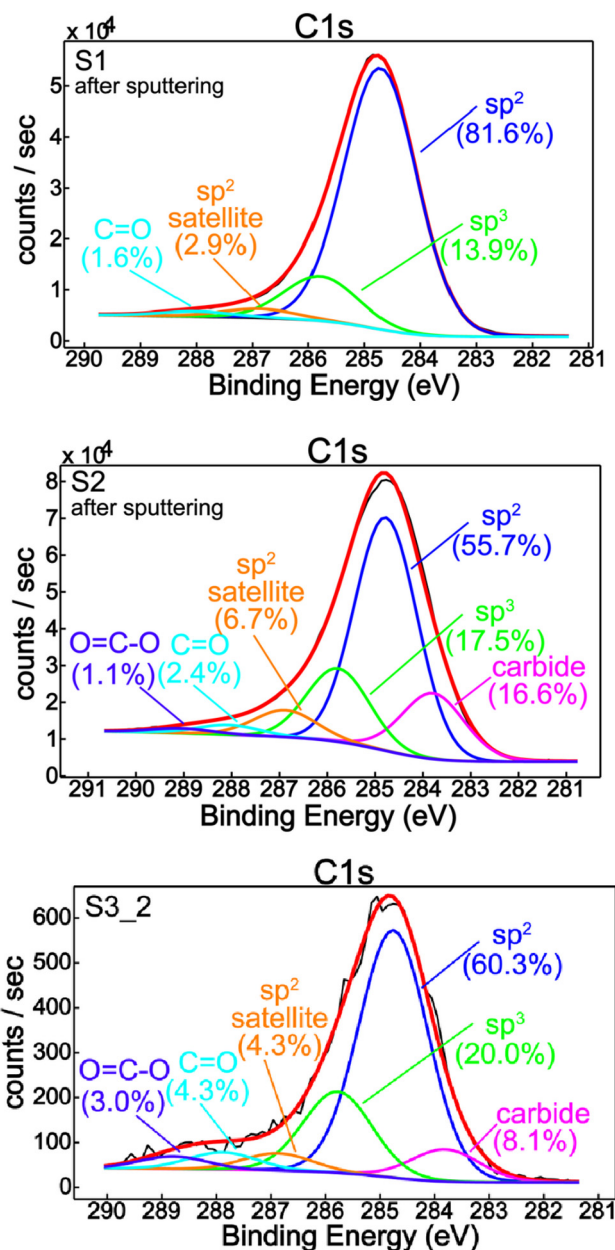 x 10⁴
C1s
S1
after sputtering
sp²
(81.6%)
sp²
satellite
(2.9%)
C=O
(1.6%)
sp³
(13.9%)
counts / sec
5
4
3
2
1
0
290 289 288 287 286 285 284 283 282 281
Binding Energy (eV)
x 10⁴
C1s
S2
after sputtering
sp²
(55.7%)
sp²
satellite
(6.7%)
sp³
(17.5%)
O=C-O
(1.1%)
C=O
(2.4%)
carbide
(16.6%)
counts / sec
8
7
6
5
4
3
2
1
0
291 290 289 288 287 286 285 284 283 282 281
Binding Energy (eV)
C1s
S3_2
sp²
(60.3%)
sp²
satellite
(4.3%)
sp³
(20.0%)
O=C-O
(3.0%)
C=O
(4.3%)
carbide
(8.1%)
counts / sec
600
500
400
300
200
100
0
290 289 288 287 286 285 284 283 282 281
Binding Energy (eV)